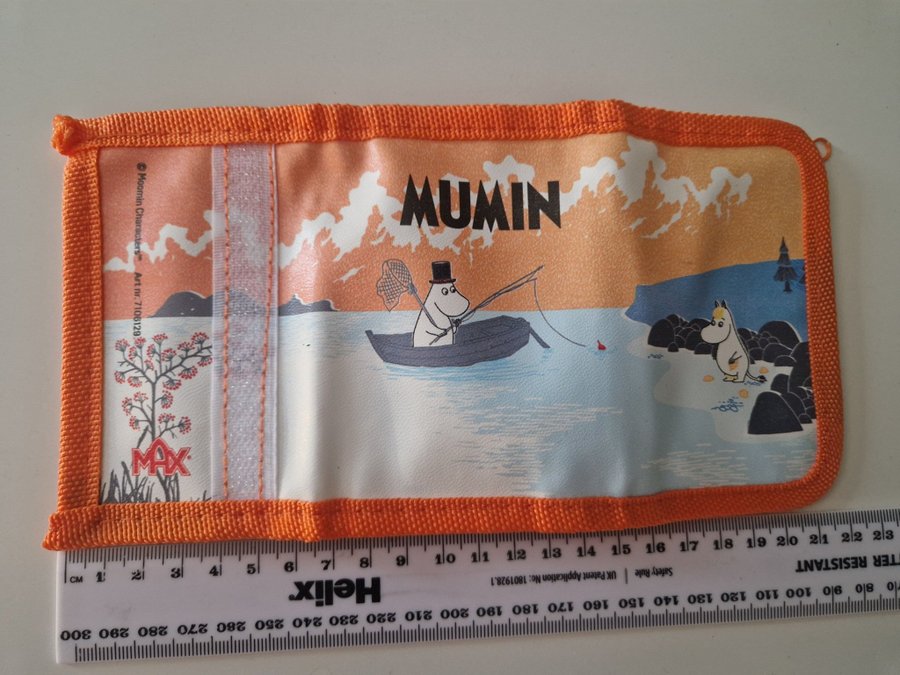 MUMIN
© Moomin Characters™ Art nr. 7106129
MAX
CM 1 2 3 4 5 6 7 8 9 10 11 12 13 14 15 16 17 18 19 20 21 22 23
Helix
UK Patent Application No: 1801928.1
Safety Rule
TTER RESISTANT
300 290 280 270 260 250 240 230 220 210 200 190 180 170 160 150 140 130 120 110 100 90 80 70